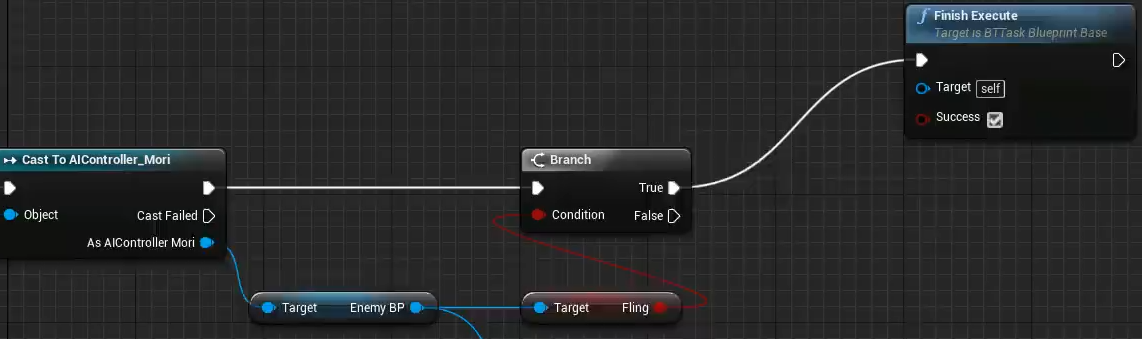 Finish Execute
Target is BTTask Blueprint Base
Target self
Success
Cast To AIController_Mori
Object
Cast Failed
As AIController Mori
Branch
True
Condition
False
Target Enemy BP
Target Fling